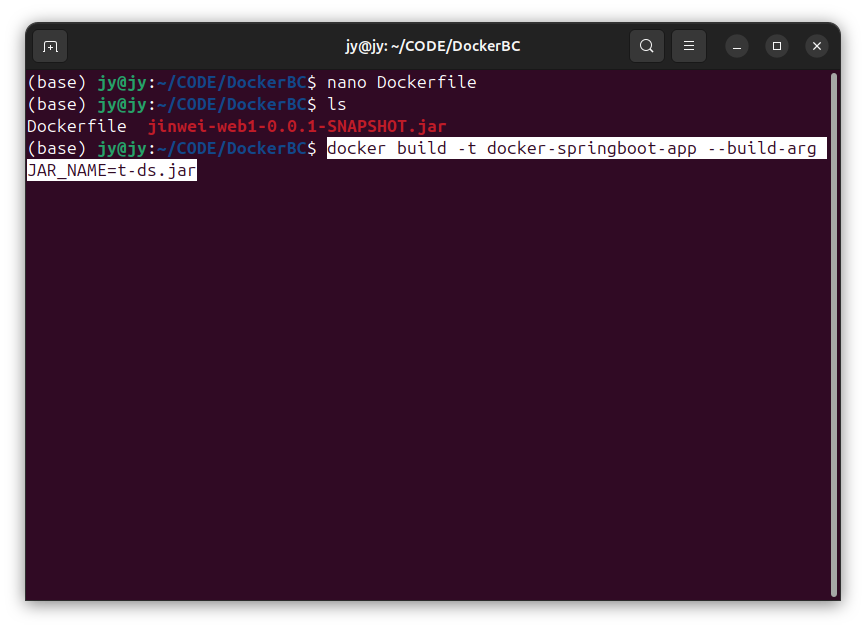 jy@jy: ~/CODE/DockerBC
(base) jy@jy:~/CODE/DockerBC$ nano Dockerfile
(base) jy@jy:~/CODE/DockerBC$ ls
Dockerfile  jinwei-web1-0.0.1-SNAPSHOT.jar
(base) jy@jy:~/CODE/DockerBC$ docker build -t docker-springboot-app --build-arg
JAR_NAME=t-ds.jar